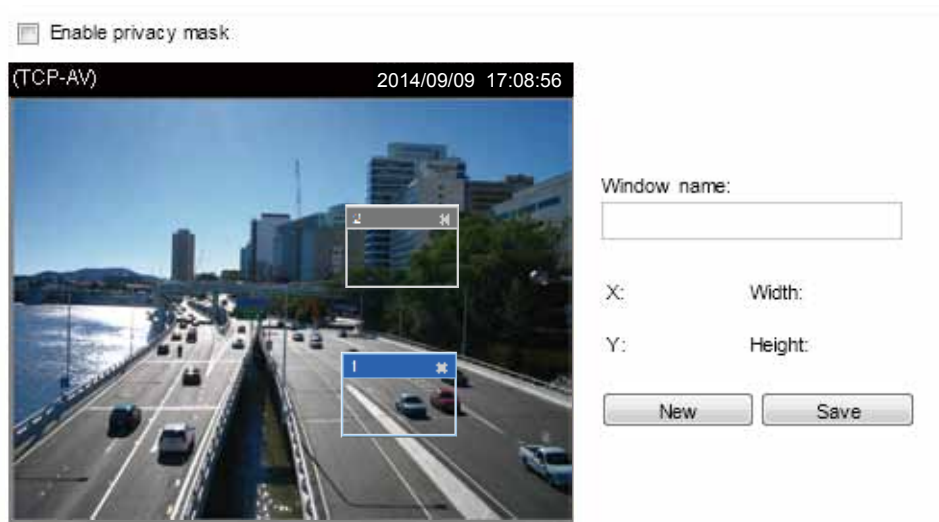 Enable privacy mask
(TCP-AV) 2014/09/09 17:08:56
Window name:
2
X: Width:
Y: Height:
1
New Save